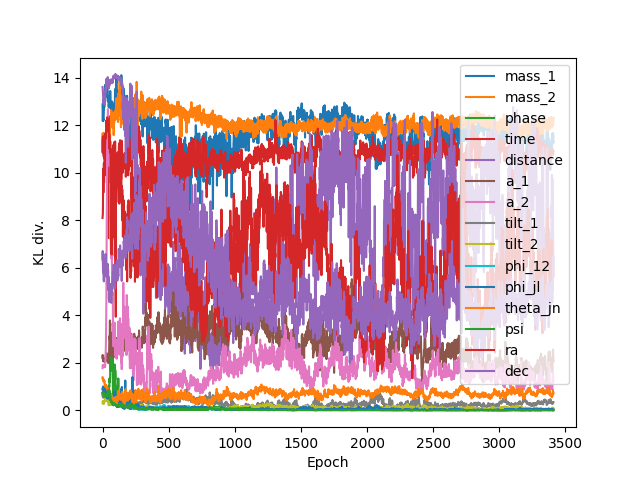 14
12
10
8
6
4
2
0
KL div.
0 500 1000 1500 2000 2500 3000 3500
Epoch
mass_1
mass_2
phase
time
distance
a_1
a_2
tilt_1
tilt_2
phi_12
phi_jl
theta_jn
psi
ra
dec